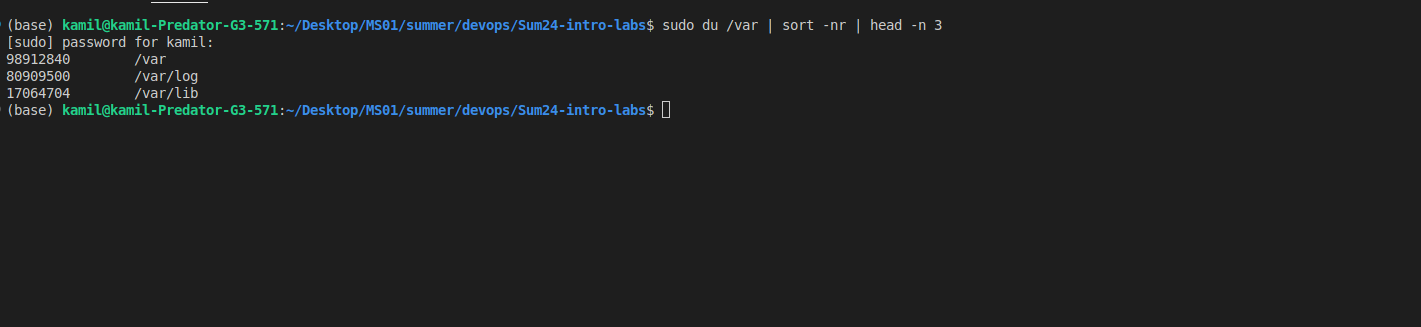 (base) kamil@kamil-Predator-G3-571:~/Desktop/MS01/summer/devops/Sum24-intro-labs$ sudo du /var | sort -nr | head -n 3
[sudo] password for kamil:
98912840        /var
80909500        /var/log
17064704        /var/lib
(base) kamil@kamil-Predator-G3-571:~/Desktop/MS01/summer/devops/Sum24-intro-labs$